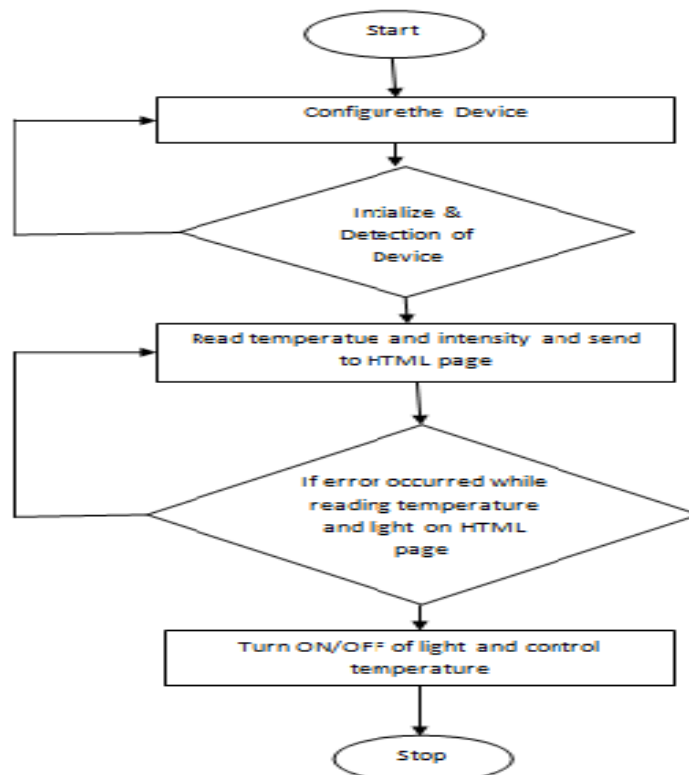 Start
Configurethe Device
Intialize &
Detection of
Device
Read temperatue and intensity and send
to HTML page
If error occurred while
reading temperature
and light on HTML
page
Turn ON/OFF of light and control
temperature
Stop